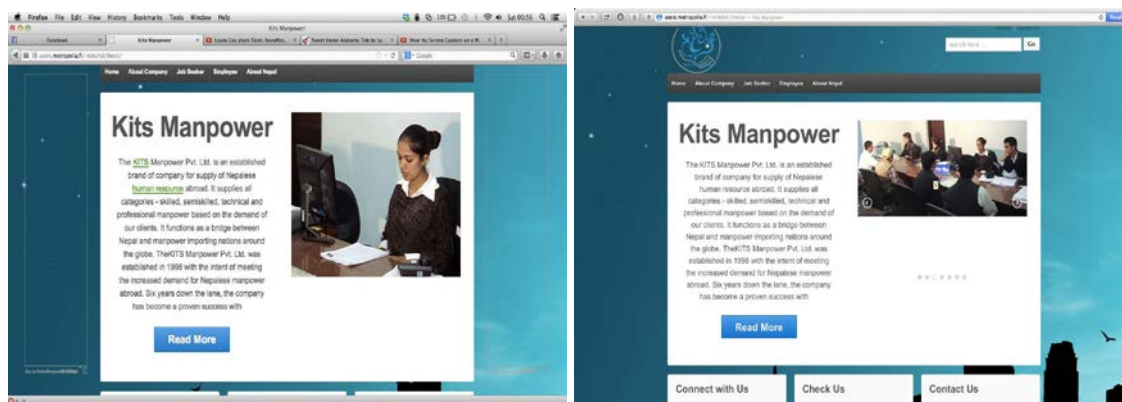 Firefox File Edit View History Bookmarks Tools Window Help
Sat 00:56
Kits Manpower
Facebook
Kits Manpower
Home About Company Job Seeker Employee About Nepal
Kits Manpower
The KITS Manpower Pvt. Ltd. is an established
brand of company for supply of Nepalese
human resource abroad. It supplies all
categories - skilled, semiskilled, technical and
professional manpower based on the demand of
our clients. It functions as a bridge between
Nepal and manpower importing nations around
the globe. TheKITS Manpower Pvt. Ltd. was
established in 1998 with the intent of meeting
the increased demand for Nepalese manpower
abroad. Six years down the lane, the company
has become a proven success with
Read More
search here ...
Go
Home About Company Job Seeker Employee About Nepal
Kits Manpower
The KITS Manpower Pvt. Ltd. is an established
brand of company for supply of Nepalese
human resource abroad. It supplies all
categories - skilled, semiskilled, technical and
professional manpower based on the demand of
our clients. It functions as a bridge between
Nepal and manpower importing nations around
the globe. TheKITS Manpower Pvt. Ltd. was
established in 1998 with the intent of meeting
the increased demand for Nepalese manpower
abroad. Six years down the lane, the company
has become a proven success with
Read More
Connect with Us
Check Us
Contact Us